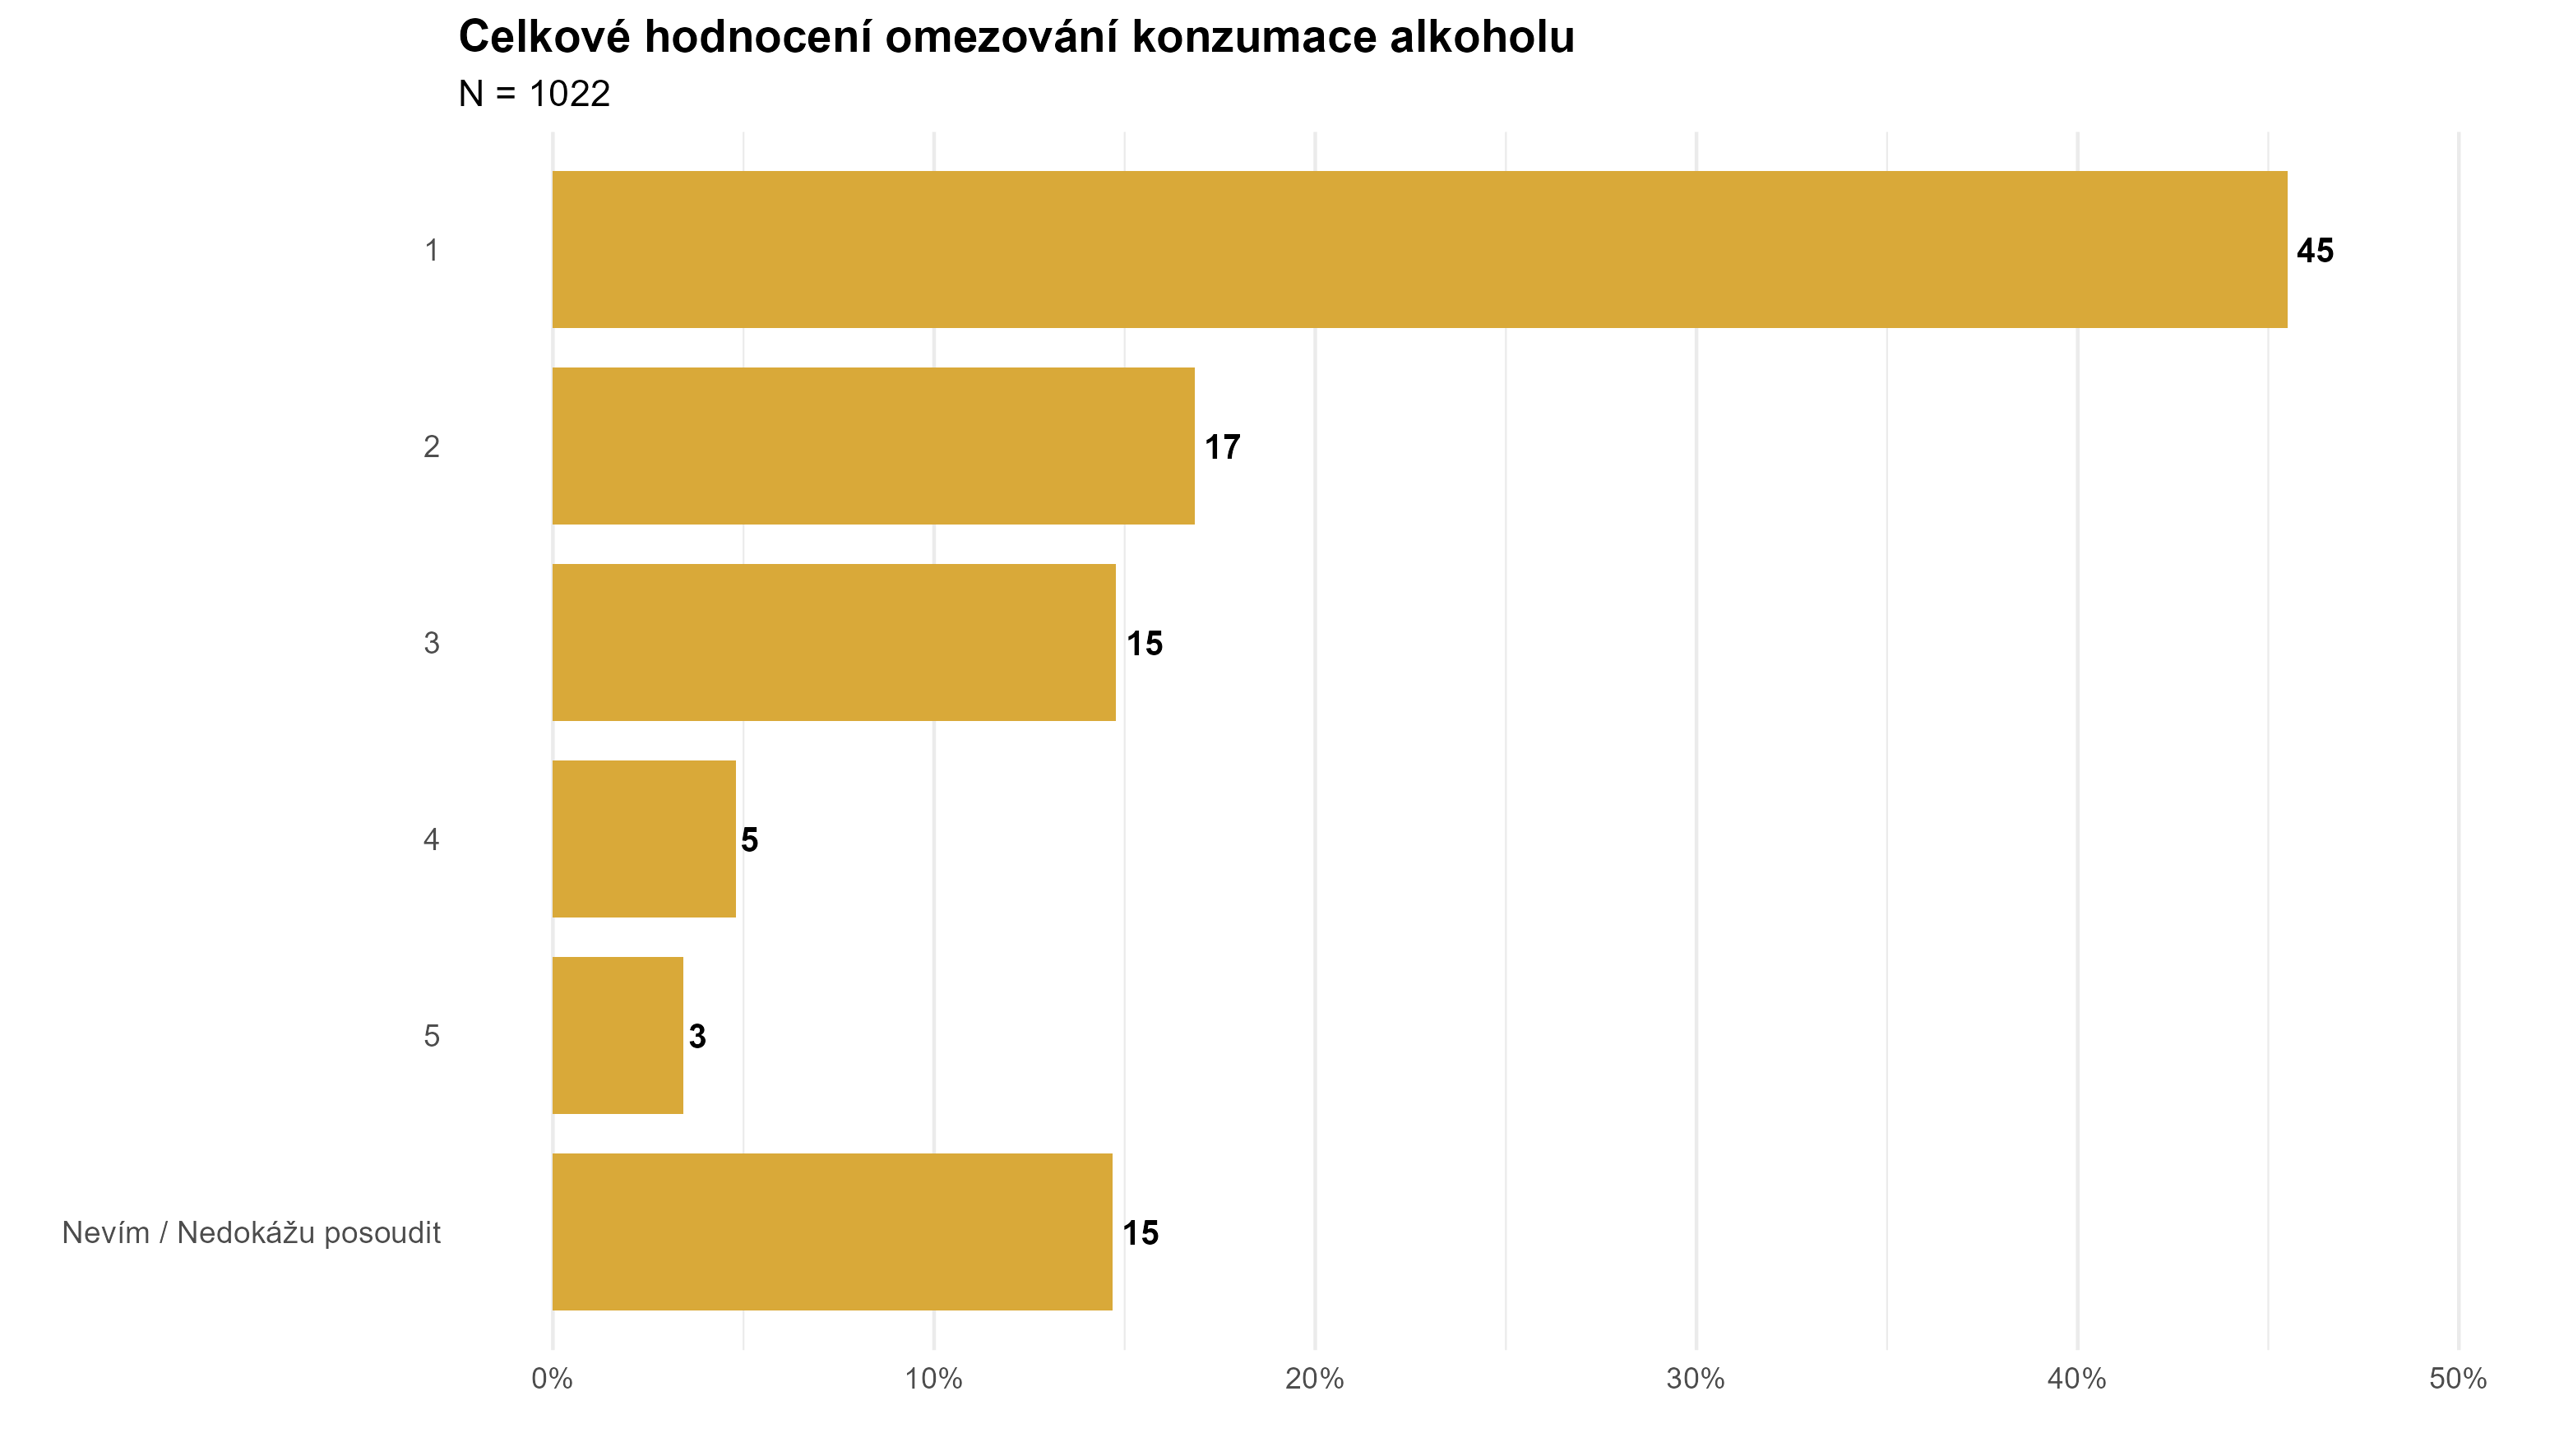 Celkové hodnocení omezování konzumace alkoholu
N = 1022
1 45
2 17
3 15
4 5
5 3
Nevím / Nedokážu posoudit 15
0% 10% 20% 30% 40% 50%